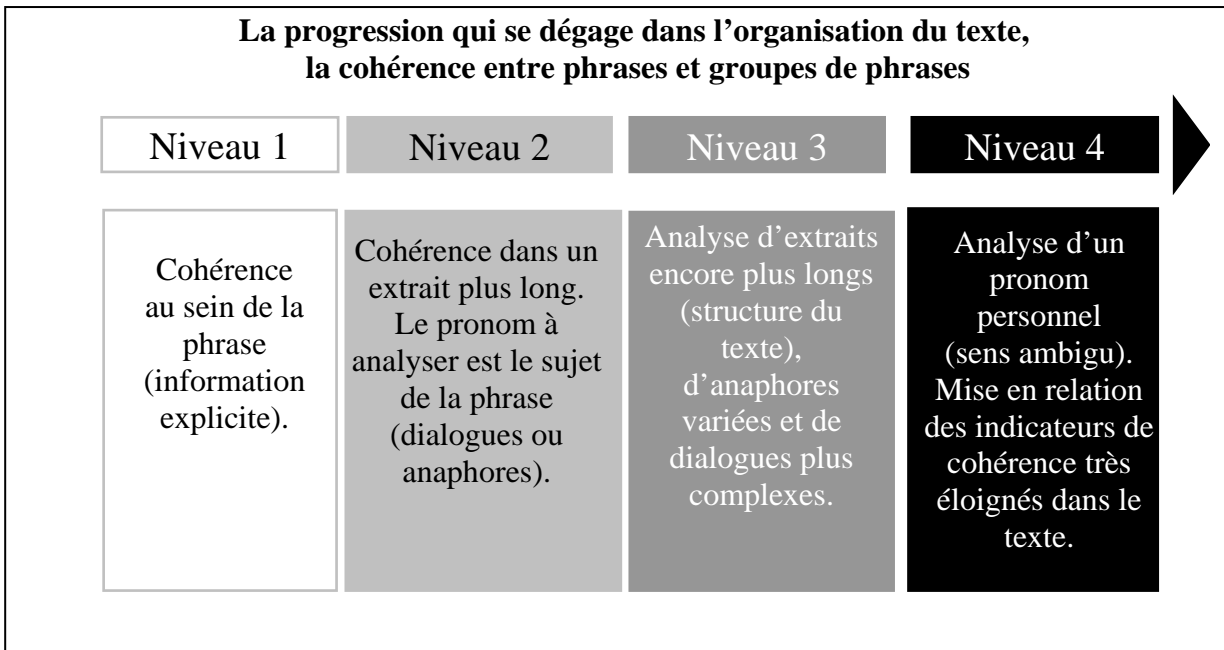 La progression qui se dégage dans l’organisation du texte,
la cohérence entre phrases et groupes de phrases
Niveau 1
Niveau 2
Niveau 3
Niveau 4
Cohérence
au sein de la
phrase
(information
explicite).
Cohérence dans un
extrait plus long.
Le pronom à
analyser est le sujet
de la phrase
(dialogues ou
anaphores).
Analyse d’extraits
encore plus longs
(structure du
texte),
d’anaphores
variées et de
dialogues plus
complexes.
Analyse d’un
pronom
personnel
(sens ambigu).
Mise en relation
des indicateurs de
cohérence très
éloignés dans le
texte.